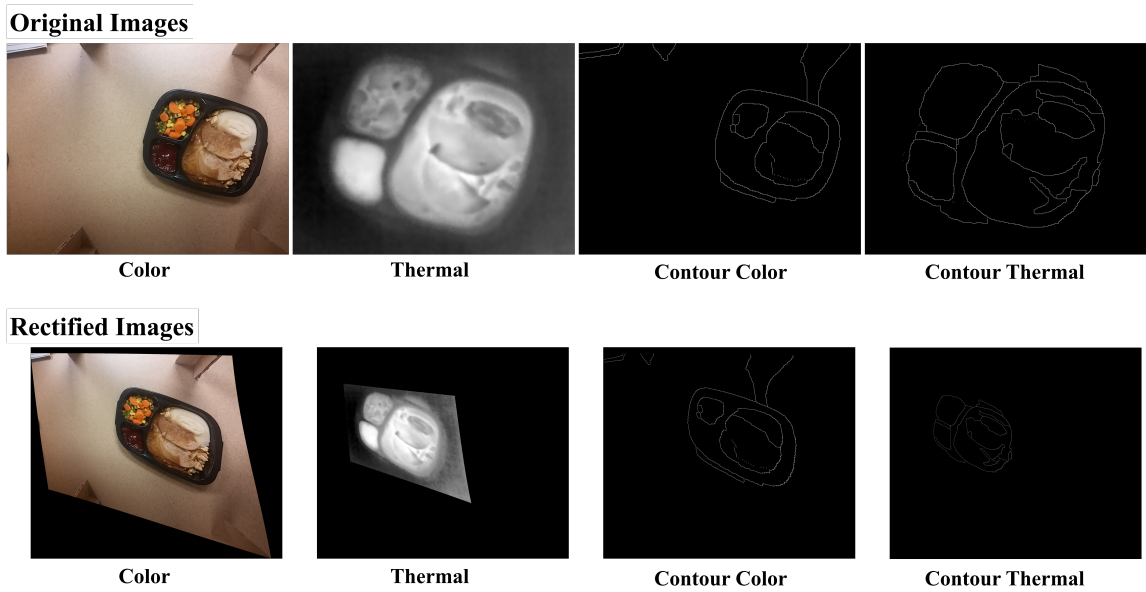 Original Images
Color
Thermal
Contour Color
Contour Thermal
Rectified Images
Color
Thermal
Contour Color
Contour Thermal